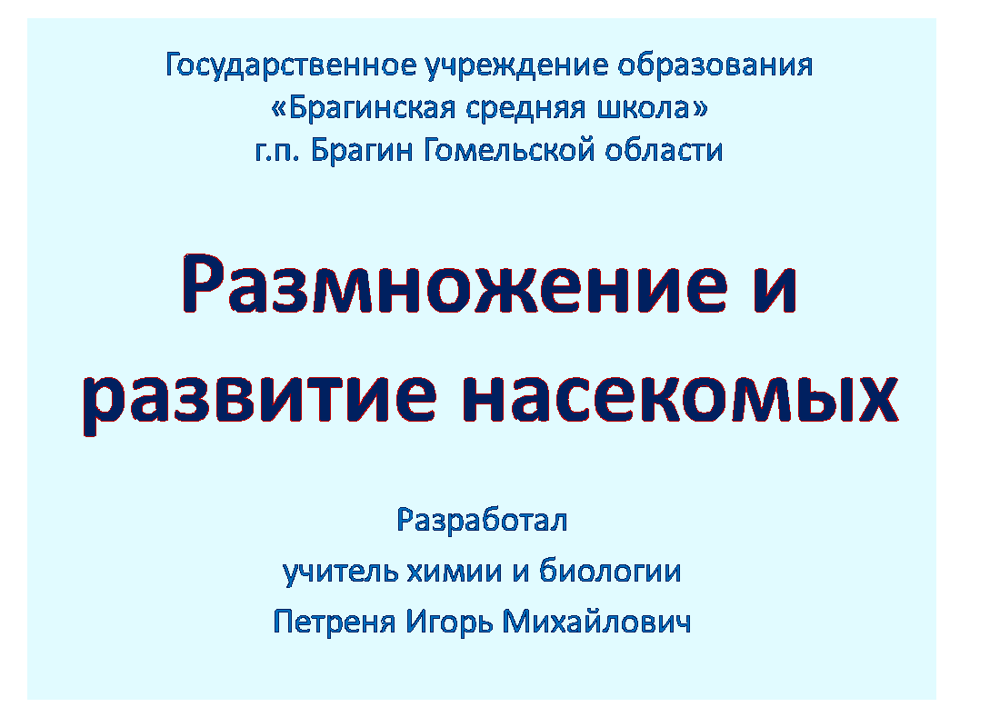 Государственное учреждение образования
«Брагинская средняя школа»
г.п. Брагин Гомельской области
Размножение и
развитие насекомых
Разработал
учитель химии и биологии
Петреня Игорь Михайлович